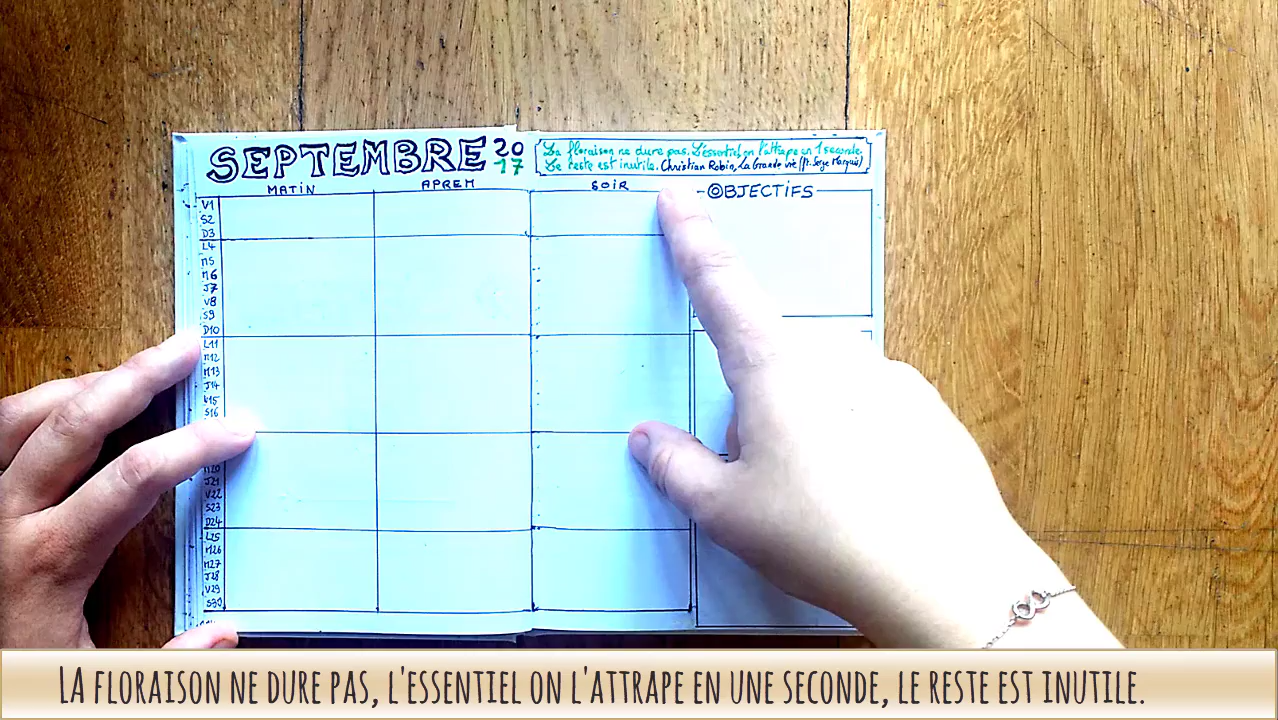 SEPTEMBRE 2017
La floraison ne dure pas. L'essentiel on l'attrape en 1 seconde.
Le reste est inutile. Christian Robin, La Grande vie (ft. Serge Marquis)
MATIN APREM SOIR OBJECTIFS
V1
S2
D3
L4
M5
M6
J7
V8
S9
D10
L11
M12
M13
J14
V15
S16
M20
J21
V22
S23
D24
L25
M26
M27
J28
V29
S30
LA FLORAISON NE DURE PAS, L'ESSENTIEL ON L'ATTRAPE EN UNE SECONDE, LE RESTE EST INUTILE.